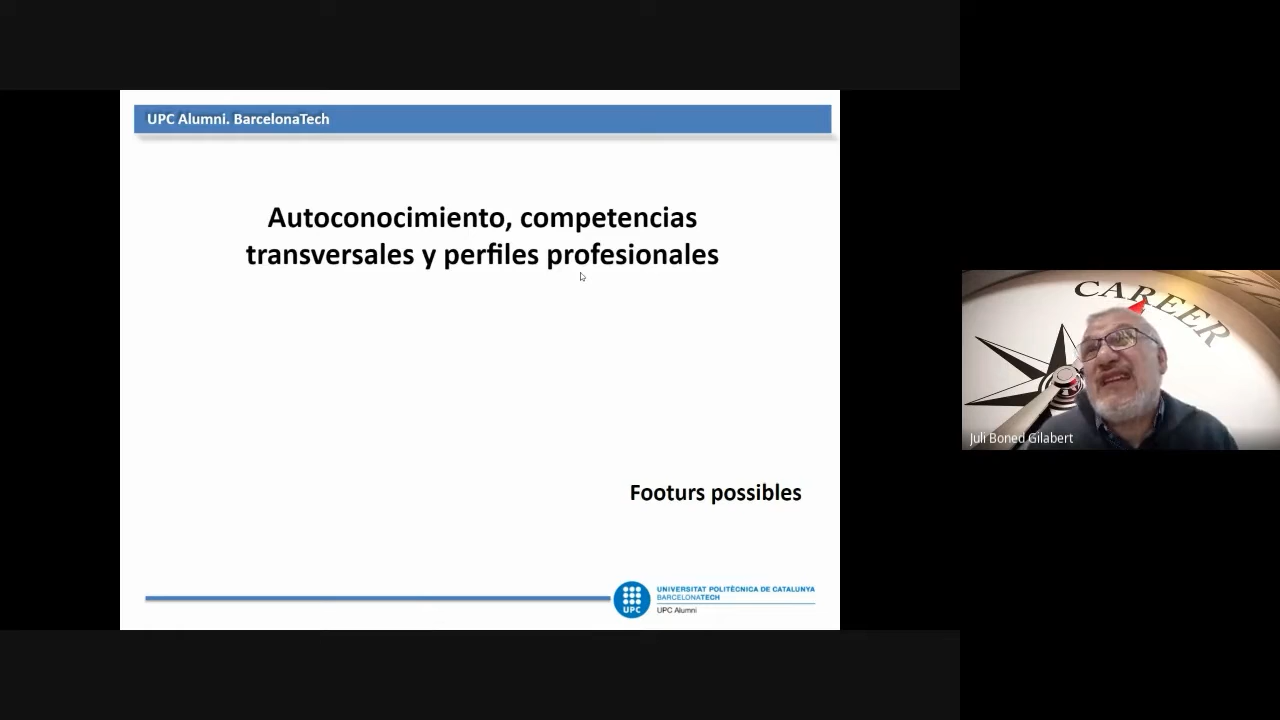 UPC Alumni. BarcelonaTech
Autoconocimiento, competencias
transversales y perfiles profesionales
Footurs possibles
UPC
UNIVERSITAT POLITÈCNICA DE CATALUNYA
BARCELONATECH
UPC Alumni
CAREER
Juli Boned Gilabert